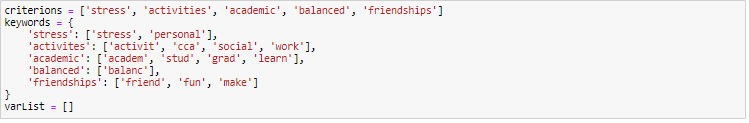 criterions = ['stress', 'activities', 'academic', 'balanced', 'friendships']
keywords = {
    'stress': ['stress', 'personal'],
    'activites': ['activit', 'cca', 'social', 'work'],
    'academic': ['academ', 'stud', 'grad', 'learn'],
    'balanced': ['balanc'],
    'friendships': ['friend', 'fun', 'make']
}
varList = []